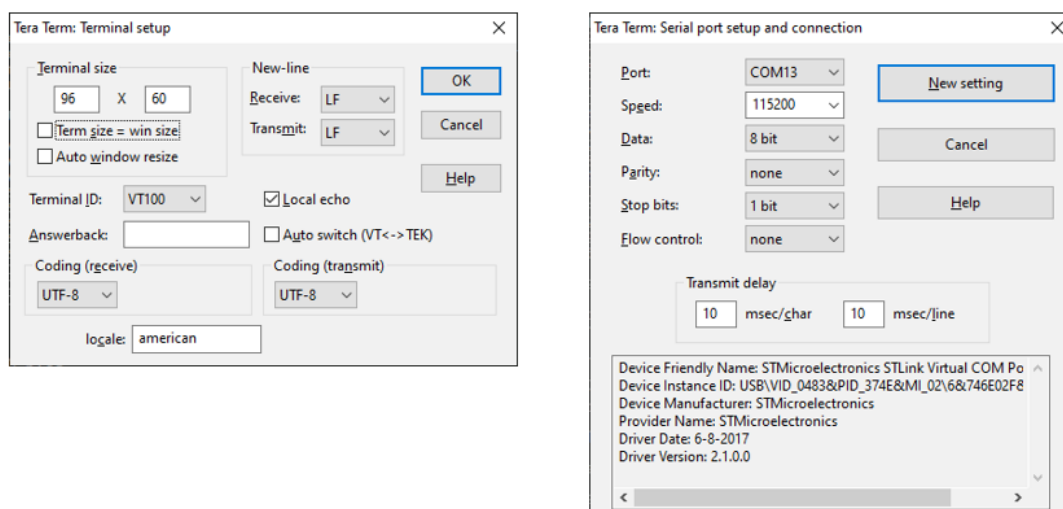 Tera Term: Terminal setup
Terminal size
96 X 60
Term size = win size
Auto window resize
New-line
Receive: LF
Transmit: LF
OK
Cancel
Help
Terminal ID: VT100
Local echo
Answerback:
Auto switch (VT<->TEK)
Coding (receive)
UTF-8
Coding (transmit)
UTF-8
locale: american
Tera Term: Serial port setup and connection
Port: COM13
New setting
Speed: 115200
Data: 8 bit
Cancel
Parity: none
Stop bits: 1 bit
Help
Flow control: none
Transmit delay
10 msec/char 10 msec/line
Device Friendly Name: STMicroelectronics STLink Virtual COM Po
Device Instance ID: USB\VID_0483&PID_374E&MI_02\6&746E02F8
Device Manufacturer: STMicroelectronics
Provider Name: STMicroelectronics
Driver Date: 6-8-2017
Driver Version: 2.1.0.0